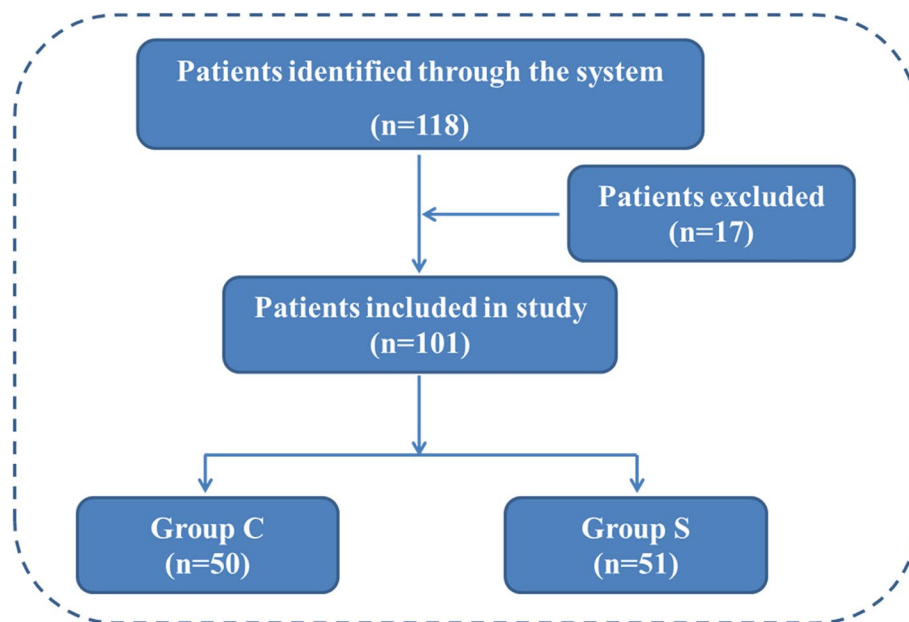 Patients identified through the system
(n=118)
Patients excluded
(n=17)
Patients included in study
(n=101)
Group C
(n=50)
Group S
(n=51)